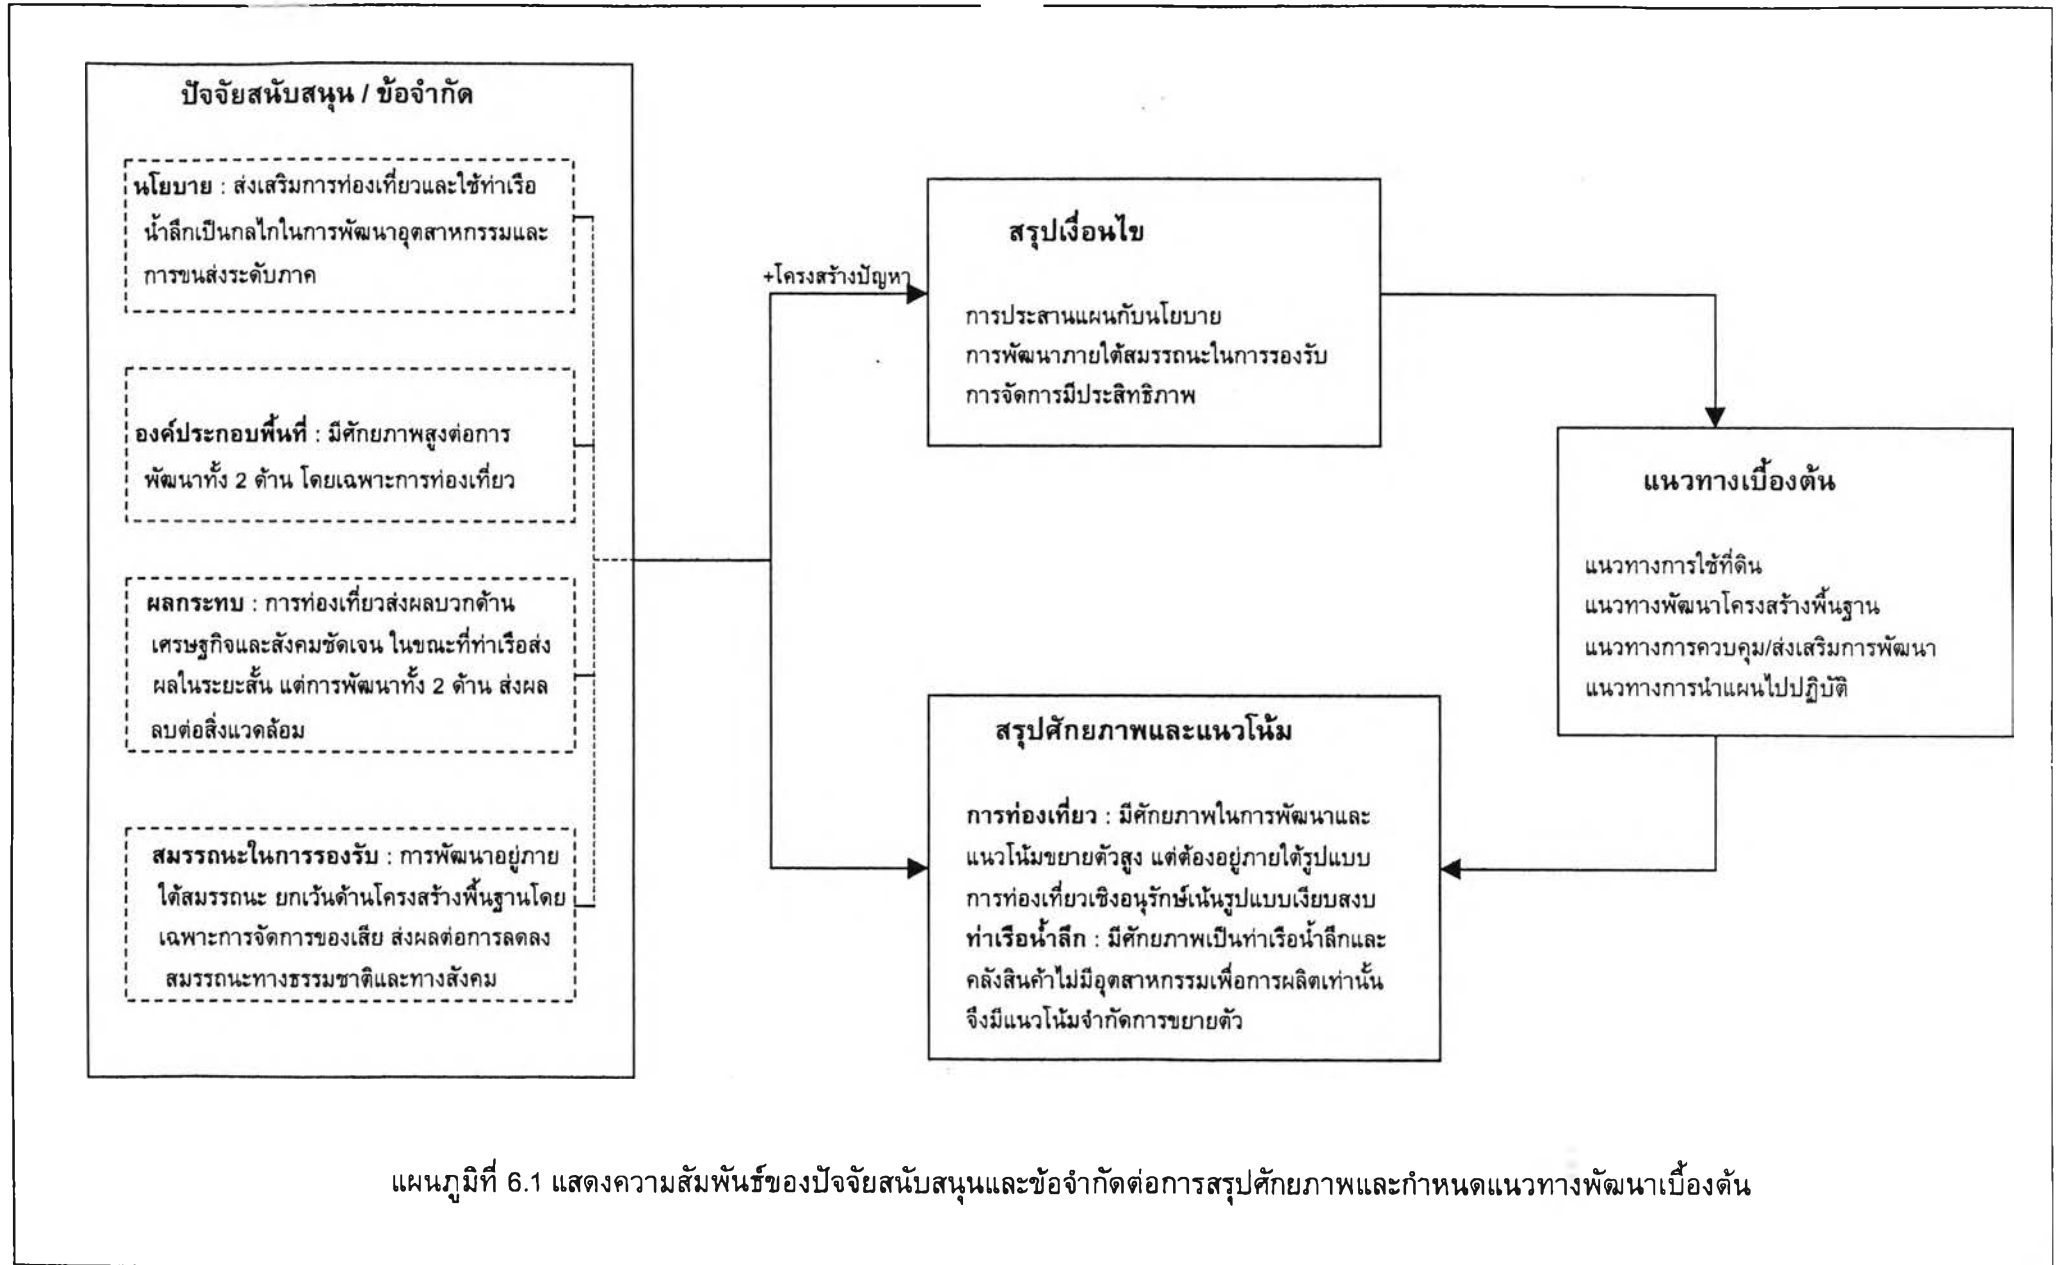 ปัจจัยสนับสนุน / ข้อจำกัด
นโยบาย : ส่งเสริมการท่องเที่ยวและใช้ท่าเรือ
น้ำลึกเป็นกลไกในการพัฒนาอุตสาหกรรมและ
การขนส่งระดับภาค
องค์ประกอบพื้นที่ : มีศักยภาพสูงต่อการ
พัฒนาทั้ง 2 ด้าน โดยเฉพาะการท่องเที่ยว
ผลกระทบ : การท่องเที่ยวส่งผลบวกด้าน
เศรษฐกิจและสังคมชัดเจน ในขณะที่ท่าเรือส่ง
ผลในระยะสั้น แต่การพัฒนาทั้ง 2 ด้าน ส่งผล
ลบต่อสิ่งแวดล้อม
สมรรถนะในการรองรับ : การพัฒนาอยู่ภาย
ใต้สมรรถนะ ยกเว้นด้านโครงสร้างพื้นฐานโดย
เฉพาะการจัดการของเสีย ส่งผลต่อการลดลง
สมรรถนะทางธรรมชาติและทางสังคม
+โครงสร้างปัญหา
สรุปเงื่อนไข
การประสานแผนกับนโยบาย
การพัฒนาภายใต้สมรรถนะในการรองรับ
การจัดการมีประสิทธิภาพ
สรุปศักยภาพและแนวโน้ม
การท่องเที่ยว : มีศักยภาพในการพัฒนาและ
แนวโน้มขยายตัวสูง แต่ต้องอยู่ภายใต้รูปแบบ
การท่องเที่ยวเชิงอนุรักษ์เน้นรูปแบบเงียบสงบ
ท่าเรือน้ำลึก : มีศักยภาพเป็นท่าเรือน้ำลึกและ
คลังสินค้าไม่มีอุตสาหกรรมเพื่อการผลิตเท่านั้น
จึงมีแนวโน้มจำกัดการขยายตัว
แนวทางเบื้องต้น
แนวทางการใช้ที่ดิน
แนวทางพัฒนาโครงสร้างพื้นฐาน
แนวทางการควบคุม/ส่งเสริมการพัฒนา
แนวทางการนำแผนไปปฏิบัติ
แผนภูมิที่ 6.1 แสดงความสัมพันธ์ของปัจจัยสนับสนุนและข้อจำกัดต่อการสรุปศักยภาพและกำหนดแนวทางพัฒนาเบื้องต้น